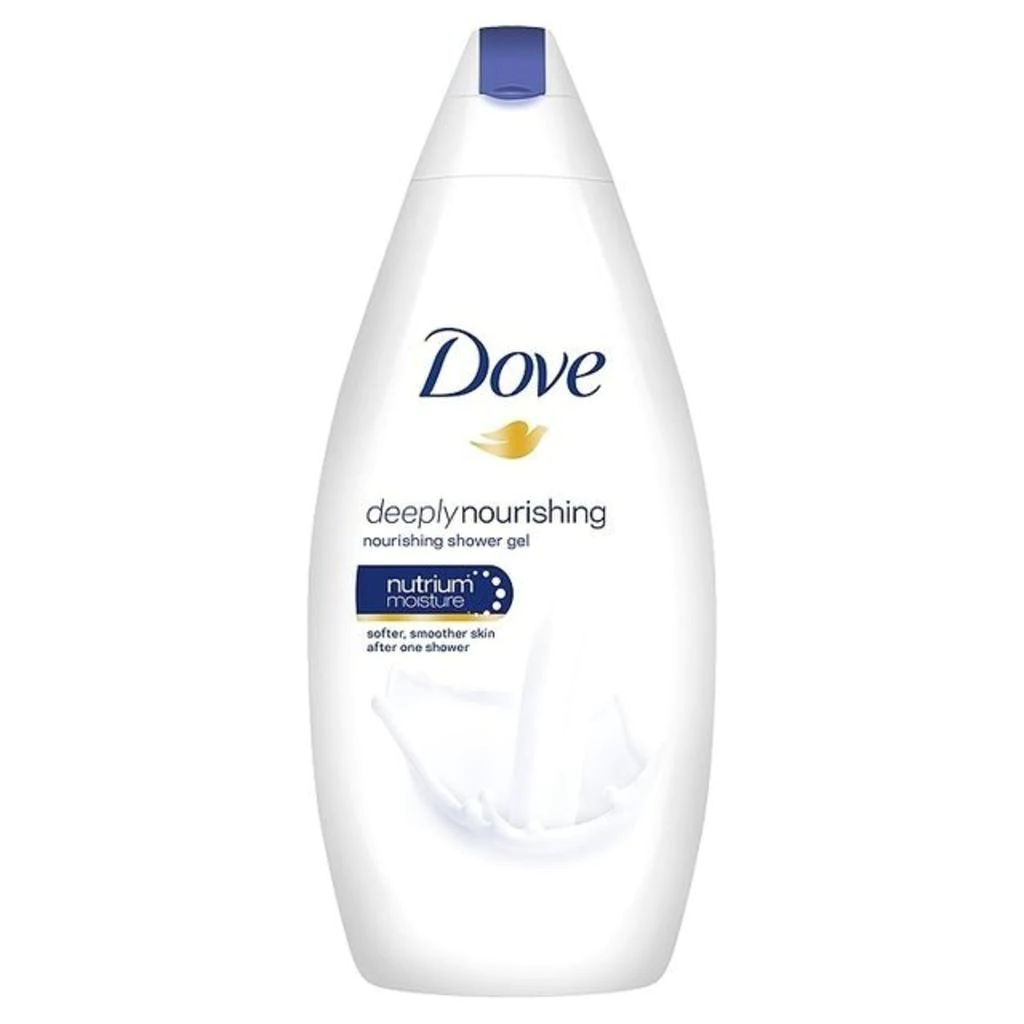 Dove
deeplynourishing
nourishing shower gel
nutrium
moisture
softer, smoother skin
after one shower